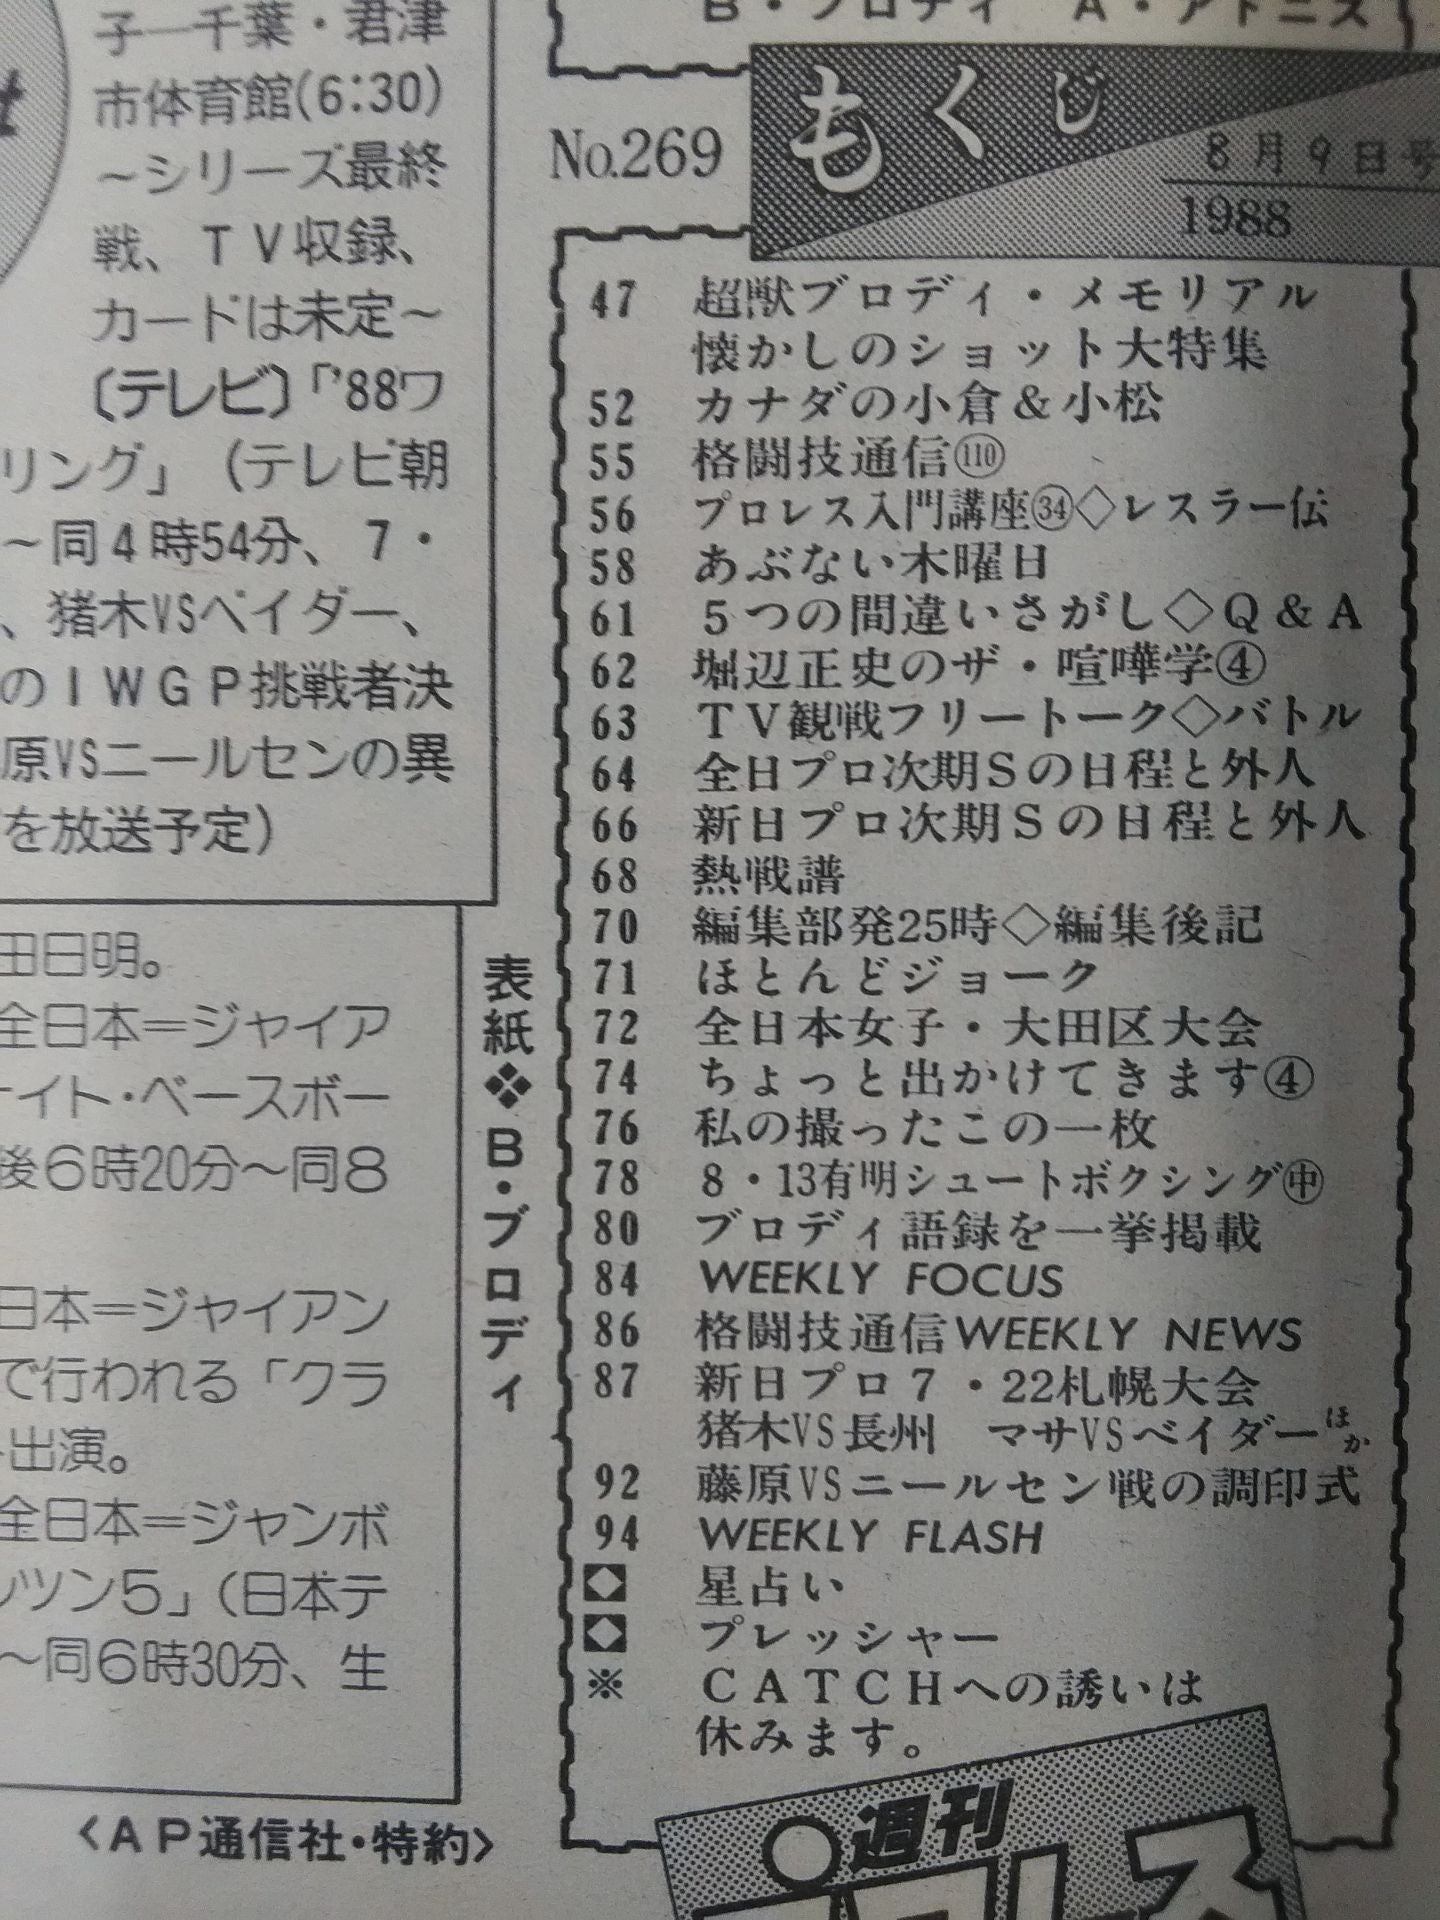 子―千葉・君津
市体育館(6:30)
~シリーズ最終
戦、TV収録、
カードは未定~
〔テレビ〕「'88ワ
リング」(テレビ朝
~同4時54分、7・
、猪木VSベイダー、
のIWGP挑戦者決
原VSニールセンの異
を放送予定)
田日明。
全日本=ジャイア
ナイト・ベースボー
後6時20分~同8
日本=ジャイアン
で行われる「クラ
出演。
全日本=ジャンボ
ッツン5」(日本テ
~同6時30分、生
<AP通信社・特約>
表紙❖B・ブロディ
B・ブロディ A・アドニス
No.269
もくじ
8月9日号
1988
47 超獣ブロディ・メモリアル
懐かしのショット大特集
52 カナダの小倉&小松
55 格闘技通信⑩
56 プロレス入門講座㉞◇レスラー伝
58 あぶない木曜日
61 5つの間違いさがし◇Q&A
62 堀辺正史のザ・喧嘩学④
63 TV観戦フリートーク◇バトル
64 全日プロ次期Sの日程と外人
66 新日プロ次期Sの日程と外人
68 熱戦譜
70 編集部発25時◇編集後記
71 ほとんどジョーク
72 全日本女子・大田区大会
74 ちょっと出かけてきます④
76 私の撮ったこの一枚
78 8・13有明シュートボクシング㊥
80 ブロディ語録を一挙掲載
84 WEEKLY FOCUS
86 格闘技通信WEEKLY NEWS
87 新日プロ7・22札幌大会
猪木VS長州 マサVSベイダーほか
92 藤原VSニールセン戦の調印式
94 WEEKLY FLASH
◇ 星占い
◇ プレッシャー
※ CATCHへの誘いは
休みます。
週刊
プロレス